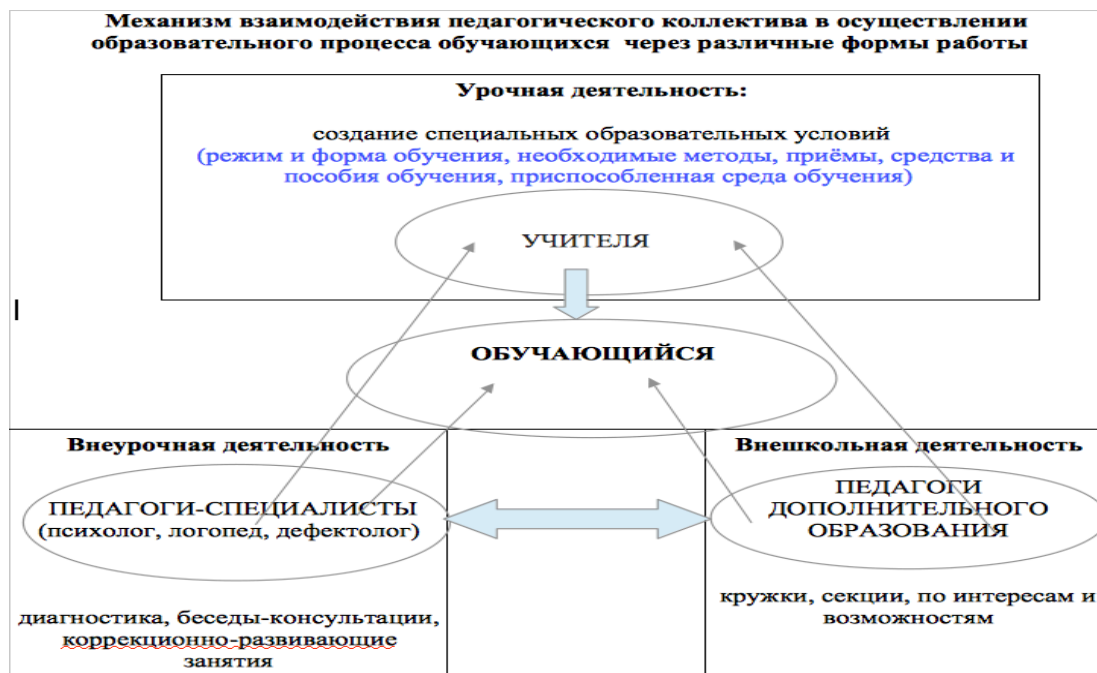 Механизм взаимодействия педагогического коллектива в осуществлении
образовательного процесса обучающихся через различные формы работы
Урочная деятельность:
создание специальных образовательных условий
(режим и форма обучения, необходимые методы, приёмы, средства и
пособия обучения, приспособленная среда обучения)
УЧИТЕЛЯ
ОБУЧАЮЩИЙСЯ
Внеурочная деятельность
ПЕДАГОГИ-СПЕЦИАЛИСТЫ
(психолог, логопед, дефектолог)
диагностика, беседы-консультации,
коррекционно-развивающие
занятия
Внешкольная деятельность
ПЕДАГОГИ
ДОПОЛНИТЕЛЬНОГО
ОБРАЗОВАНИЯ
кружки, секции, по интересам и
возможностям